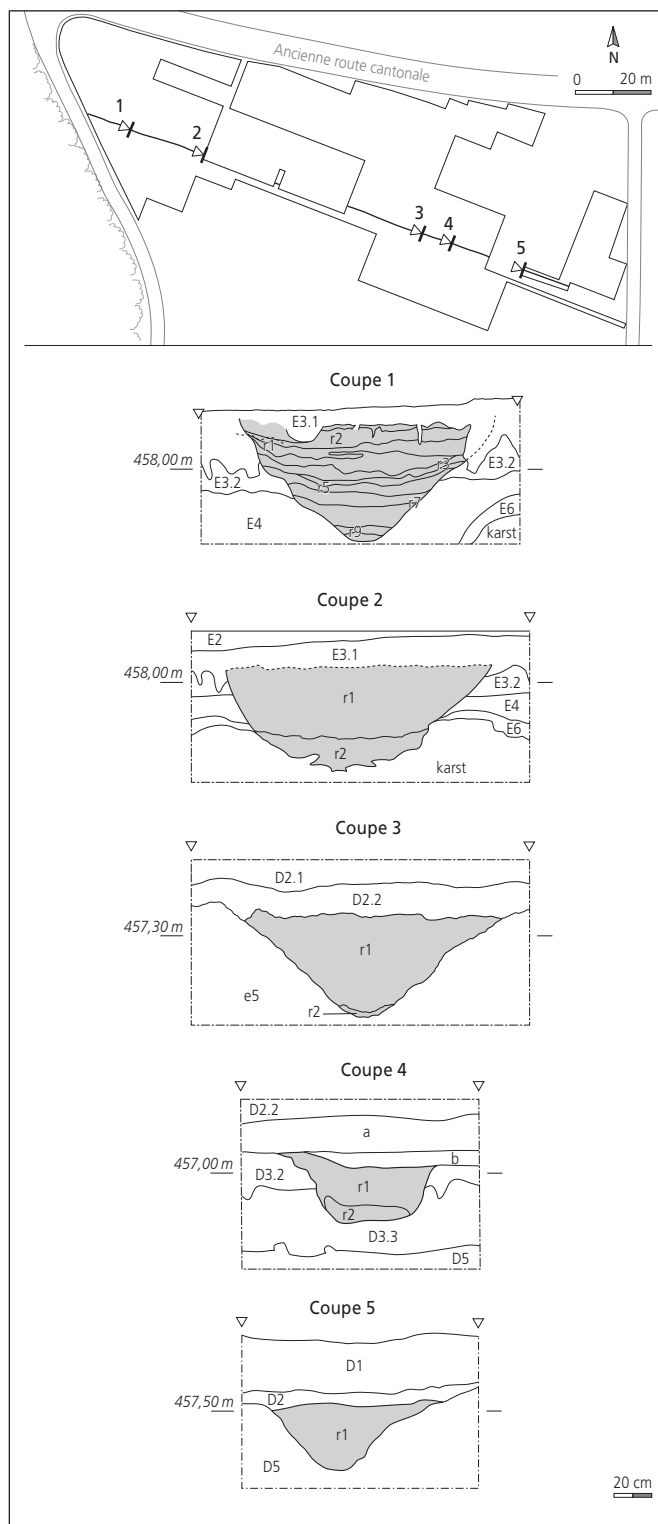 Ancienne route cantonale
N
0 20 m
1
2
3
4
5
Coupe 1
E3.1
r1
r2
458,00 m
r3
E3.2
E3.2
r5
r7
E4
E6
r9
karst
Coupe 2
E2
E3.1
458,00 m
E3.2
r1
E4
E6
r2
karst
Coupe 3
D2.1
D2.2
457,30 m
r1
e5
r2
Coupe 4
D2.2
a
457,00 m
b
D3.2
r1
r2
D3.3
D5
Coupe 5
D1
D2
457,50 m
r1
D5
20 cm